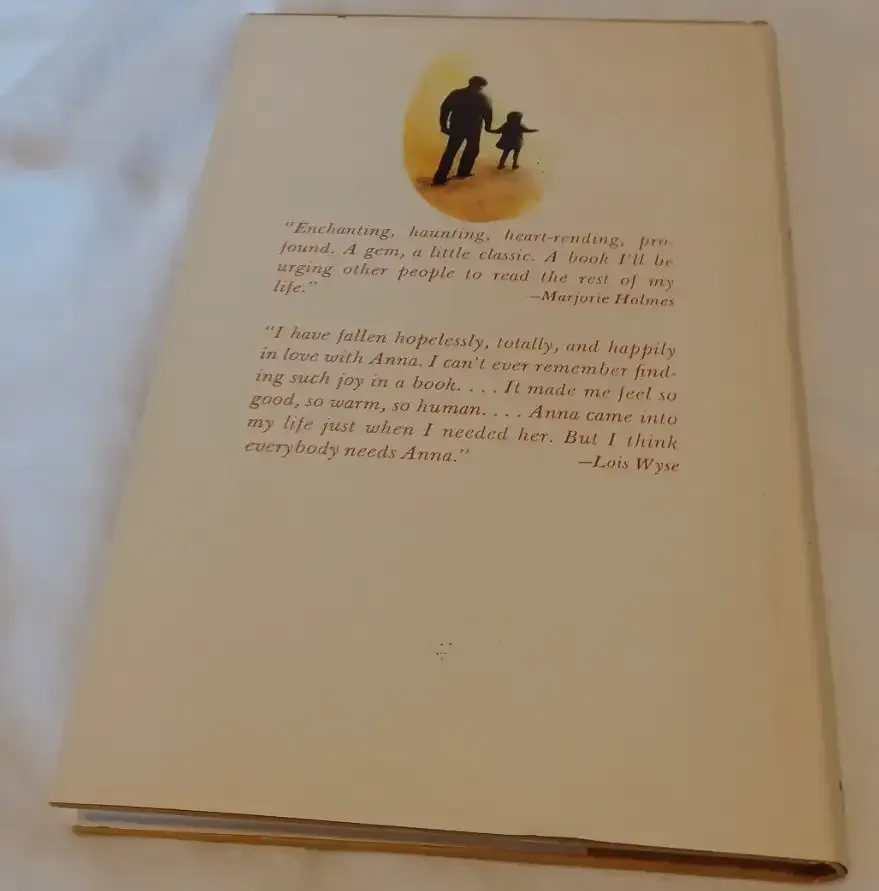 "Enchanting, haunting, heart-rending, pro-
found. A gem, a little classic. A book I'll be
urging other people to read the rest of my
life."
—Marjorie Holmes
"I have fallen hopelessly, totally, and happily
in love with Anna. I can't ever remember find-
ing such joy in a book. . . . It made me feel so
good, so warm, so human. . . . Anna came into
my life just when I needed her. But I think
everybody needs Anna."
—Lois Wyse